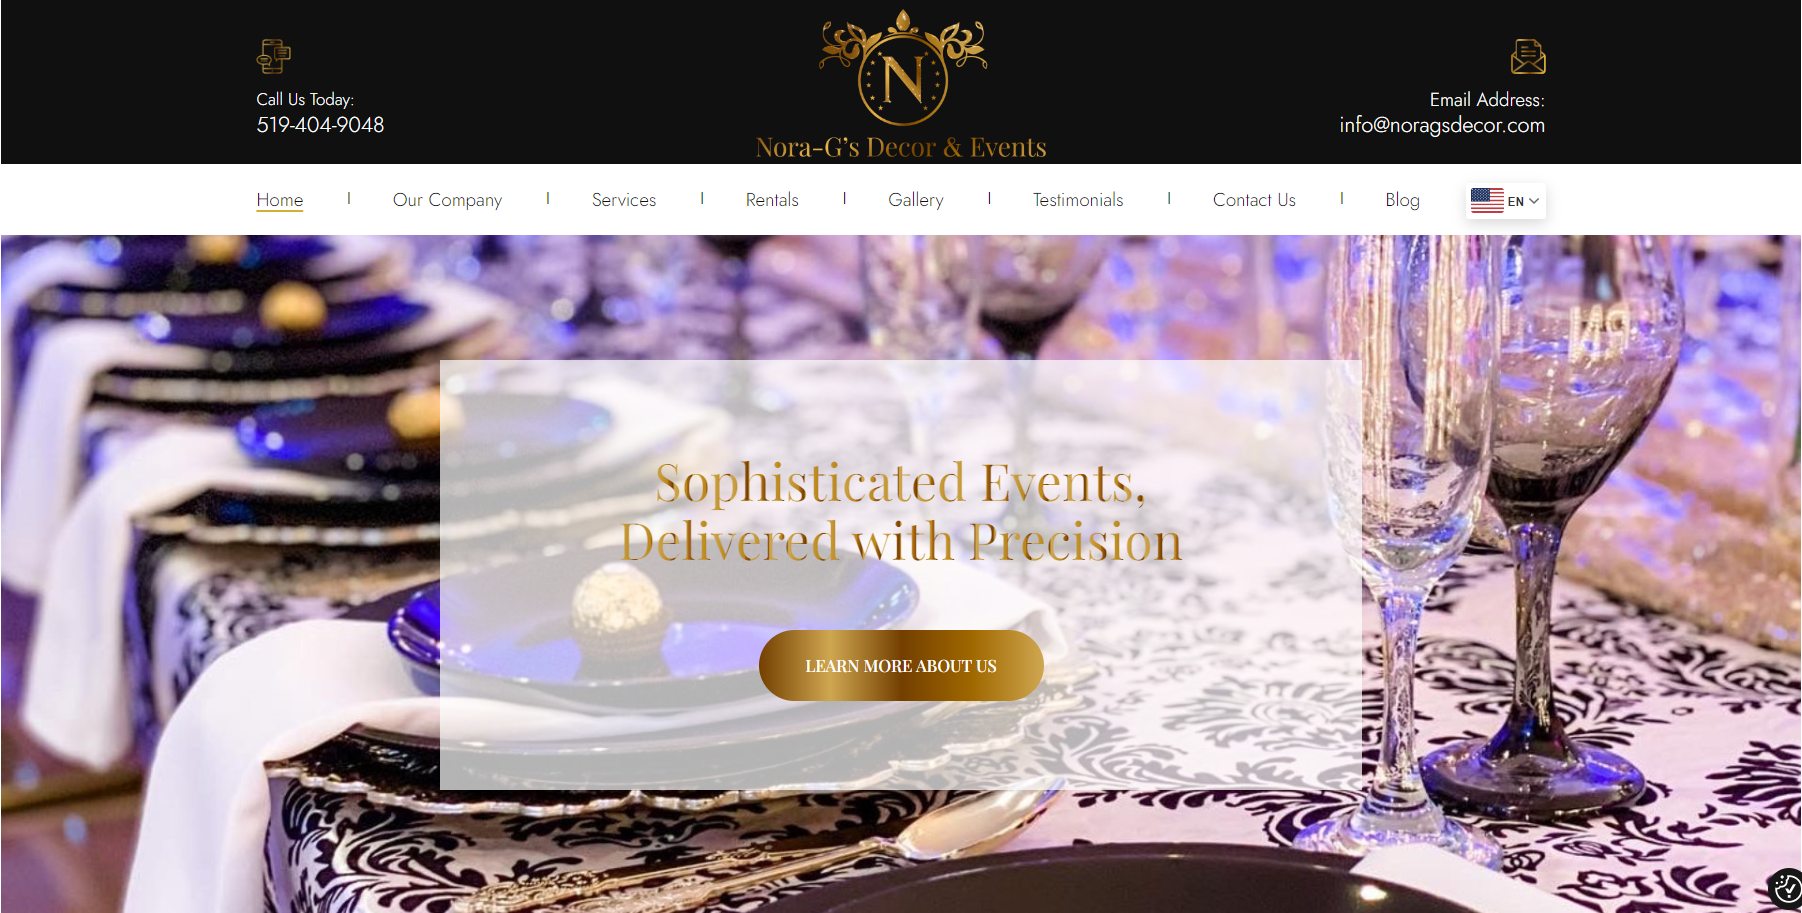 Call Us Today:
519-404-9048
N
Nora-G's Decor & Events
Email Address:
info@noragsdecor.com
Home
Our Company
Services
Rentals
Gallery
Testimonials
Contact Us
Blog
EN
Sophisticated Events,
Delivered with Precision
LEARN MORE ABOUT US